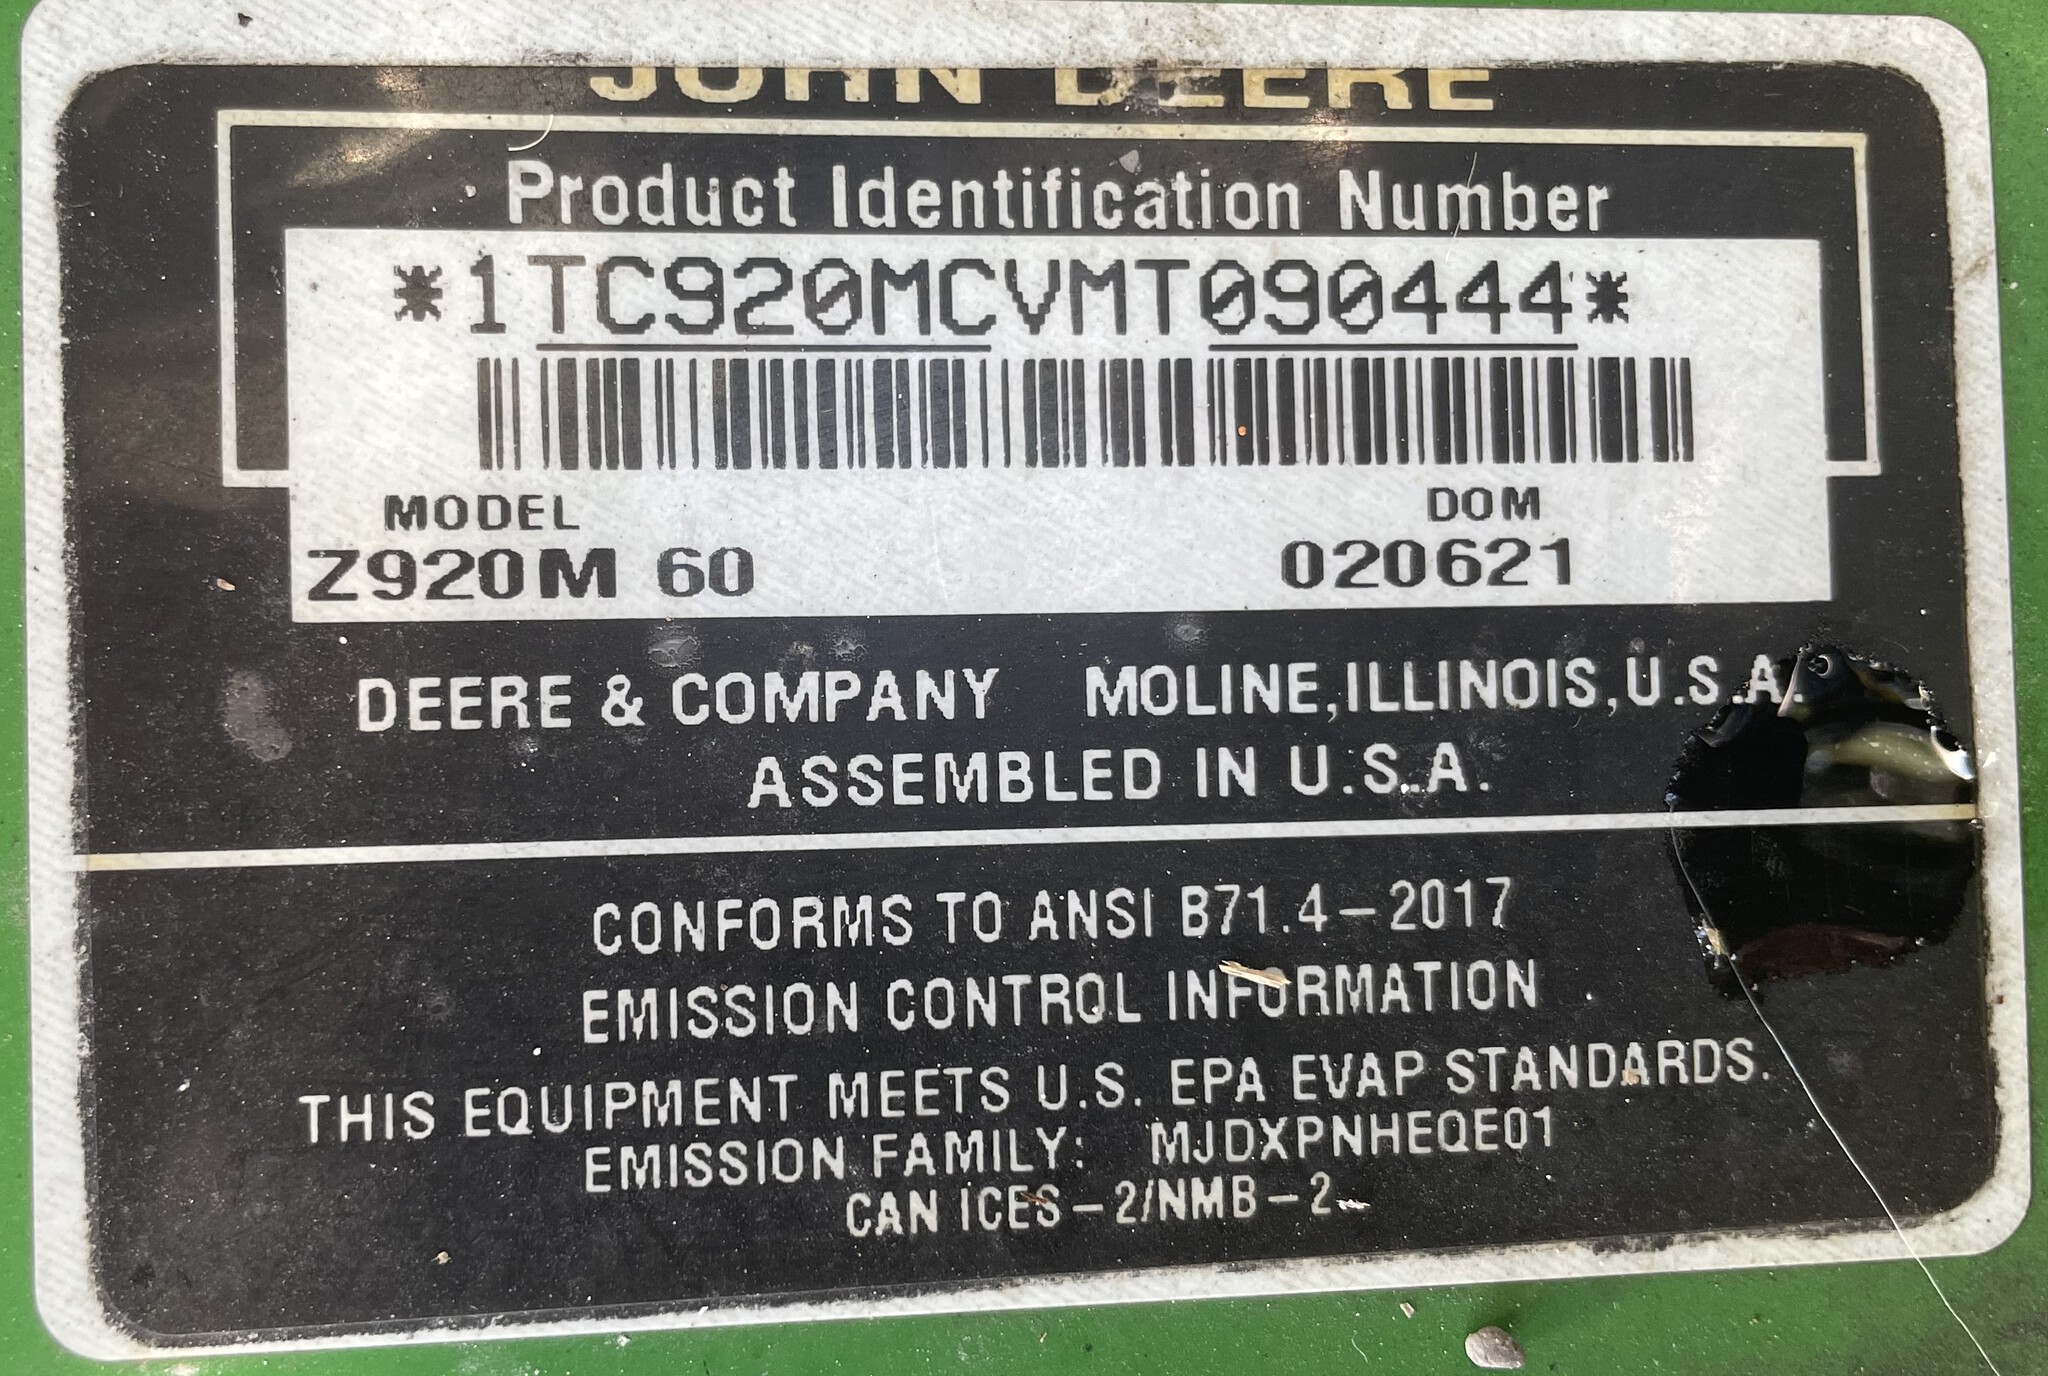 JOHN DEERE
Product Identification Number
*1TC920MCVMT090444*
MODEL DOM
Z920M 60 020621
DEERE & COMPANY MOLINE, ILLINOIS, U.S.A.
ASSEMBLED IN U.S.A.
CONFORMS TO ANSI B71.4-2017
EMISSION CONTROL INFORMATION
THIS EQUIPMENT MEETS U.S. EPA EVAP STANDARDS.
EMISSION FAMILY: MJDXPNHEQE01
CAN ICES-2/NMB-2